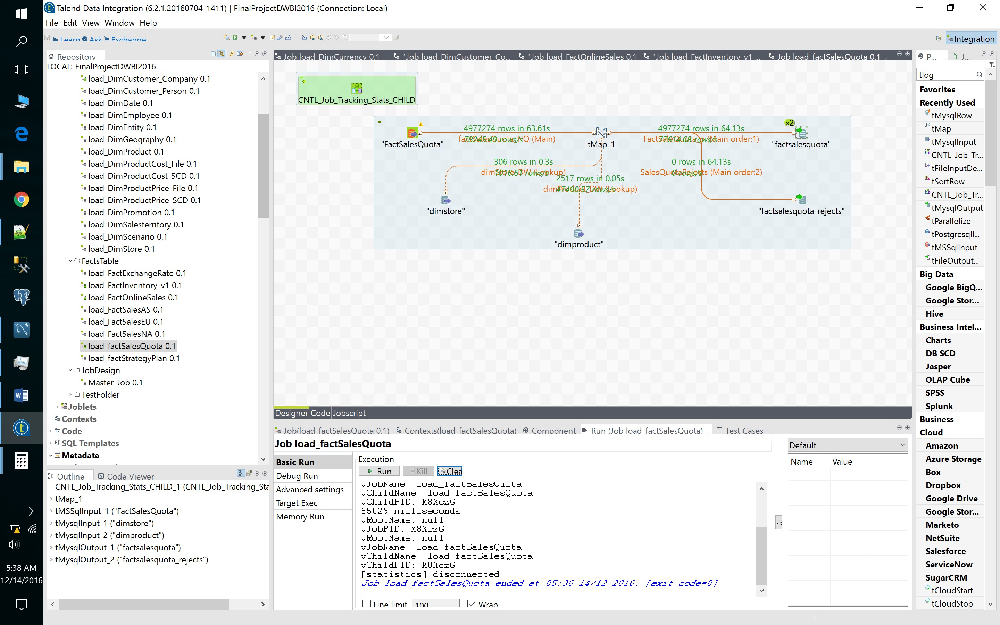 Talend Data Integration (6.2.1.20160704_1411) | FinalProjectDWBI2016 (Connection: Local)
File Edit View Window Help
Learn Ask Exchange
Integration
Repository
LOCAL: FinalProjectDWBI2016
load_DimCustomer_Company 0.1
load_DimCustomer_Person 0.1
load_DimDate 0.1
load_DimEmployee 0.1
load_DimEntity 0.1
load_DimGeography 0.1
load_DimProduct 0.1
load_DimProductCost_File 0.1
load_DimProductCost_SCD 0.1
load_DimProductPrice_File 0.1
load_DimProductPrice_SCD 0.1
load_DimPromotion 0.1
load_DimSalesterritory 0.1
load_DimScenario 0.1
load_DimStore 0.1
FactsTable
load_FactExchangeRate 0.1
load_FactInventory_v1 0.1
load_FactOnlineSales 0.1
load_FactSalesAS 0.1
load_FactSalesEU 0.1
load_FactSalesNA 0.1
load_factSalesQuota 0.1
load_factStrategyPlan 0.1
JobDesign
Master_Job 0.1
TestFolder
Joblets
Contexts
Code
SQL Templates
Metadata
Outline Code Viewer
CNTL_Job_Tracking_Stats_CHILD_1 (CNTL_Job_Tracking_Sta
tMap_1
tMSSqlInput_1 ("FactSalesQuota")
tMysqlInput_1 ("dimstore")
tMysqlInput_2 ("dimproduct")
tMysqlOutput_1 ("factsalesquota")
tMysqlOutput_2 ("factsalesquota_rejects")
Job load_DimCurrency 0.1 *Job load_DimCustomer_Co... *Job load_FactOnlineSales 0.1 *Job load_FactInventory_v1 ... Job load_factSalesQuota 0.1
CNTL_Job_Tracking_Stats_CHILD
4977274 rows in 63.61s
78245.49 rows/s
factSalesQuota_HQ (Main)
4977274 rows in 64.13s
77614.68 rows/s
(Main order:1)
x2
"FactSalesQuota"
tMap_1
"factsalesquota"
306 rows in 0.3s
1016.67 rows/s
dimStore_DW (Lookup)
0 rows in 64.13s
0 rows/s
SalesQuotaRejects (Main order:2)
2517 rows in 0.05s
47490.57 rows/s
dimProduct_DW (Lookup)
"dimstore"
"factsalesquota_rejects"
"dimproduct"
Designer Code Jobscript
Job(load_factSalesQuota 0.1) Contexts(load_factSalesQuota) Component Run (Job load_factSalesQuota) Test Cases
Job load_factSalesQuota
Basic Run
Debug Run
Advanced settings
Target Exec
Memory Run
Execution
Run Kill Clea
vJobName: load_factSalesQuota
vChildName: load_factSalesQuota
vChildPID: M8XczG
65029 milliseconds
vRootName: null
vJobPID: M8XczG
vRootName: null
vJobName: load_factSalesQuota
vChildName: load_factSalesQuota
vChildPID: M8XczG
[statistics] disconnected
Job load_factSalesQuota ended at 05:36 14/12/2016. [exit code=0]
Line limit 100 Wrap
Default
Name Value
P... J...
tlog
Favorites
Recently Used
tMysqlRow
tMap
tMysqlInput
CNTL_Job_Tr...
tFileInputDe...
tSortRow
CNTL_Job_Tr...
tMysqlOutput
tParallelize
tPostgresqlI...
tMSSqlInput
tFileOutput...
Big Data
Google BigQ...
Google Stor...
Hive
Business Intel...
Charts
DB SCD
Jasper
OLAP Cube
SPSS
Splunk
Business
Cloud
Amazon
Azure Storage
Box
Dropbox
Google Drive
Google Stor...
Marketo
NetSuite
Salesforce
ServiceNow
SugarCRM
tCloudStart
tCloudStop
5:38 AM
12/14/2016